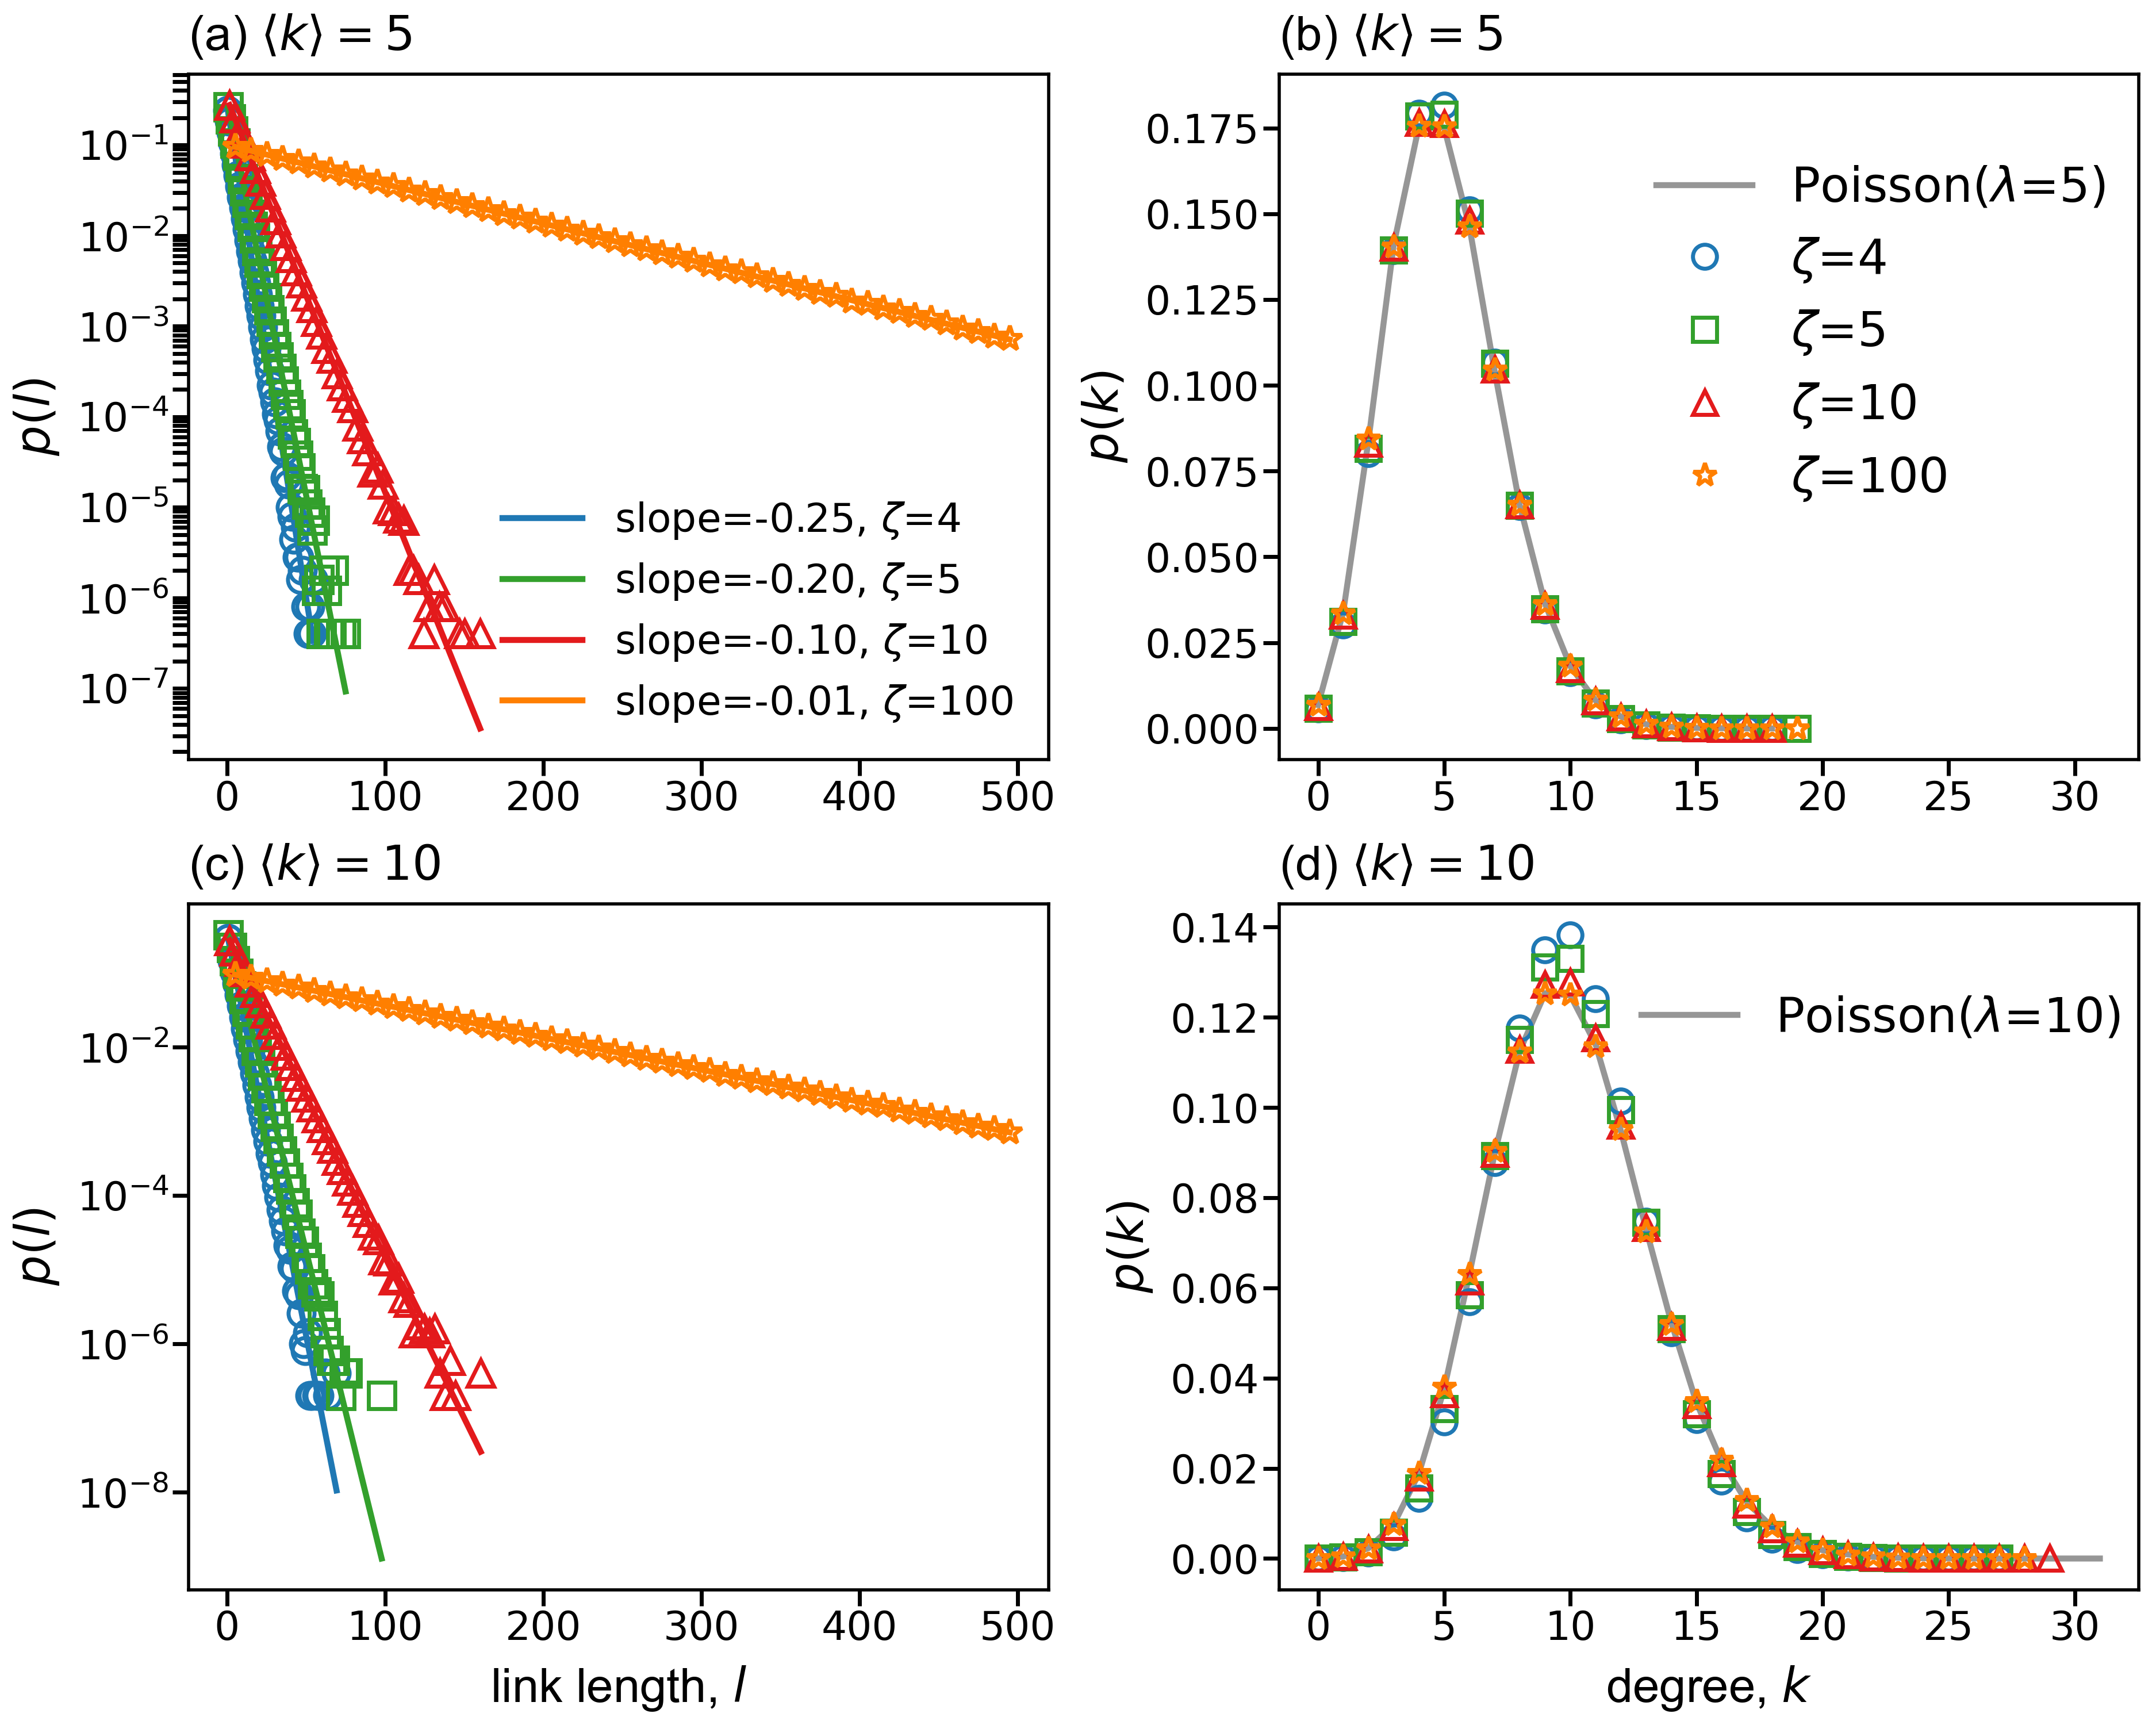 (a) ⟨k⟩ = 5
p(l)
10⁻¹
10⁻²
10⁻³
10⁻⁴
10⁻⁵
10⁻⁶
10⁻⁷
slope=-0.25, ζ=4
slope=-0.20, ζ=5
slope=-0.10, ζ=10
slope=-0.01, ζ=100
0 100 200 300 400 500
(b) ⟨k⟩ = 5
p(k)
0.175
0.150
0.125
0.100
0.075
0.050
0.025
0.000
Poisson(λ=5)
ζ=4
ζ=5
ζ=10
ζ=100
0 5 10 15 20 25 30
(c) ⟨k⟩ = 10
p(l)
10⁻²
10⁻⁴
10⁻⁶
10⁻⁸
0 100 200 300 400 500
link length, l
(d) ⟨k⟩ = 10
p(k)
0.14
0.12
0.10
0.08
0.06
0.04
0.02
0.00
Poisson(λ=10)
0 5 10 15 20 25 30
degree, k